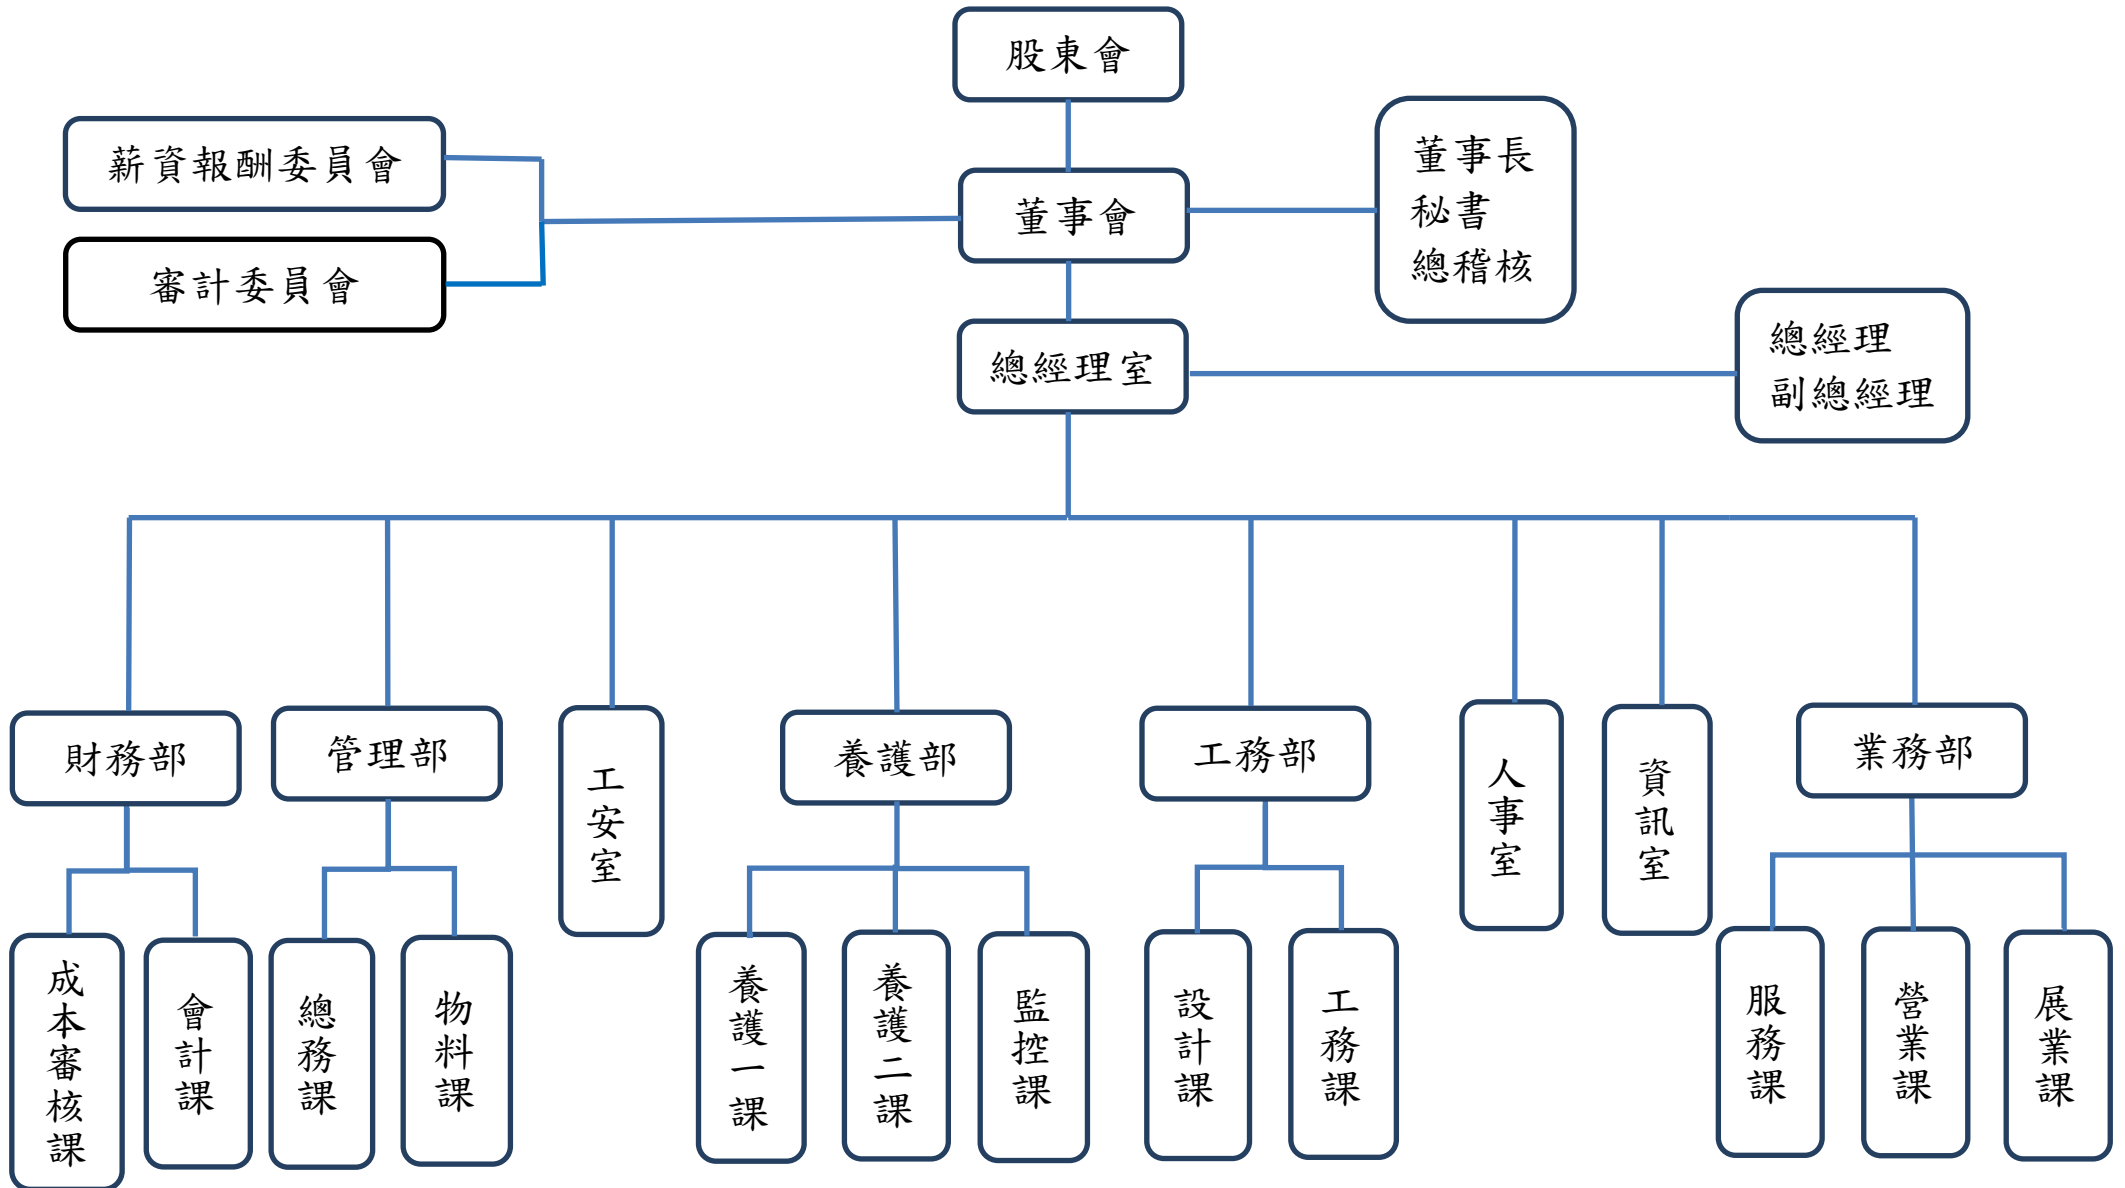 股東會
薪資報酬委員會
董事會
董事長
秘書
總稽核
審計委員會
總經理室
總經理
副總經理
財務部
管理部
工安室
養護部
工務部
人事室
資訊室
業務部
成本審核課
會計課
總務課
物料課
養護一課
養護二課
監控課
設計課
工務課
服務課
營業課
展業課